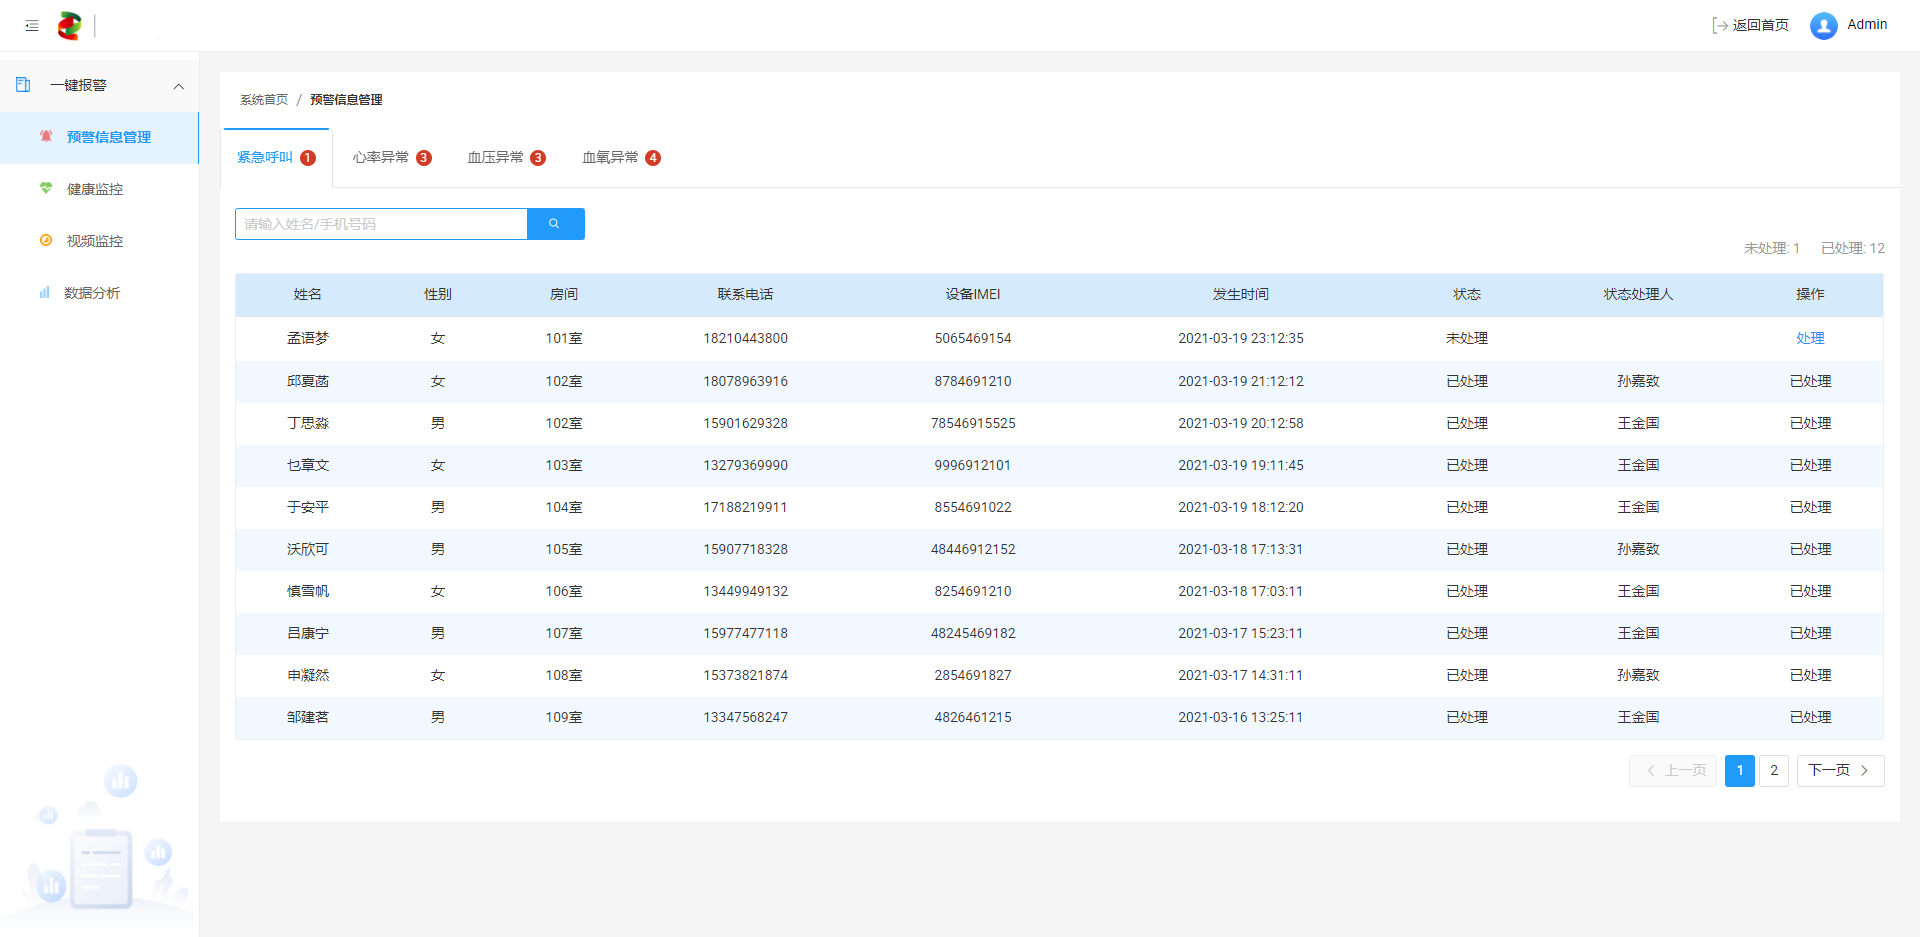 返回首页 Admin
一键报警
预警信息管理
健康监控
视频监控
数据分析
系统首页 / 预警信息管理
紧急呼叫 1 心率异常 3 血压异常 3 血氧异常 4
请输入姓名/手机号码
未处理: 1 已处理: 12
姓名 性别 房间 联系电话 设备IMEI 发生时间 状态 状态处理人 操作
孟语梦 女 101室 18210443800 5065469154 2021-03-19 23:12:35 未处理 处理
邱夏菡 女 102室 18078963916 8784691210 2021-03-19 21:12:12 已处理 孙嘉致 已处理
丁思淼 男 102室 15901629328 78546915525 2021-03-19 20:12:58 已处理 王金国 已处理
乜章文 女 103室 13279369990 9996912101 2021-03-19 19:11:45 已处理 王金国 已处理
于安平 男 104室 17188219911 8554691022 2021-03-19 18:12:20 已处理 王金国 已处理
沃欣可 男 105室 15907718328 48446912152 2021-03-18 17:13:31 已处理 孙嘉致 已处理
慎雪帆 女 106室 13449949132 8254691210 2021-03-18 17:03:11 已处理 王金国 已处理
吕康宁 男 107室 15977477118 48245469182 2021-03-17 15:23:11 已处理 王金国 已处理
申凝然 女 108室 15373821874 2854691827 2021-03-17 14:31:11 已处理 孙嘉致 已处理
邹建茗 男 109室 13347568247 4826461215 2021-03-16 13:25:11 已处理 王金国 已处理
上一页 1 2 下一页